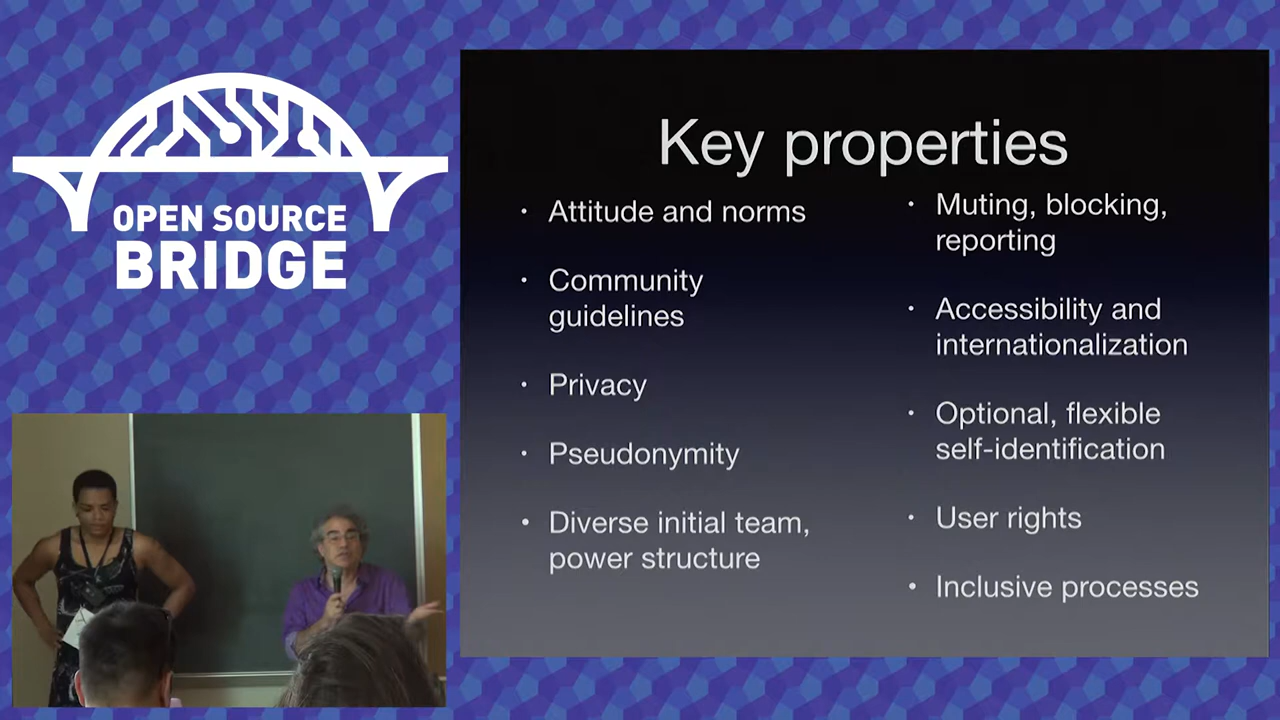 OPEN SOURCE
BRIDGE
Key properties
• Attitude and norms
• Community
guidelines
• Privacy
• Pseudonymity
• Diverse initial team,
power structure
• Muting, blocking,
reporting
• Accessibility and
internationalization
• Optional, flexible
self-identification
• User rights
• Inclusive processes